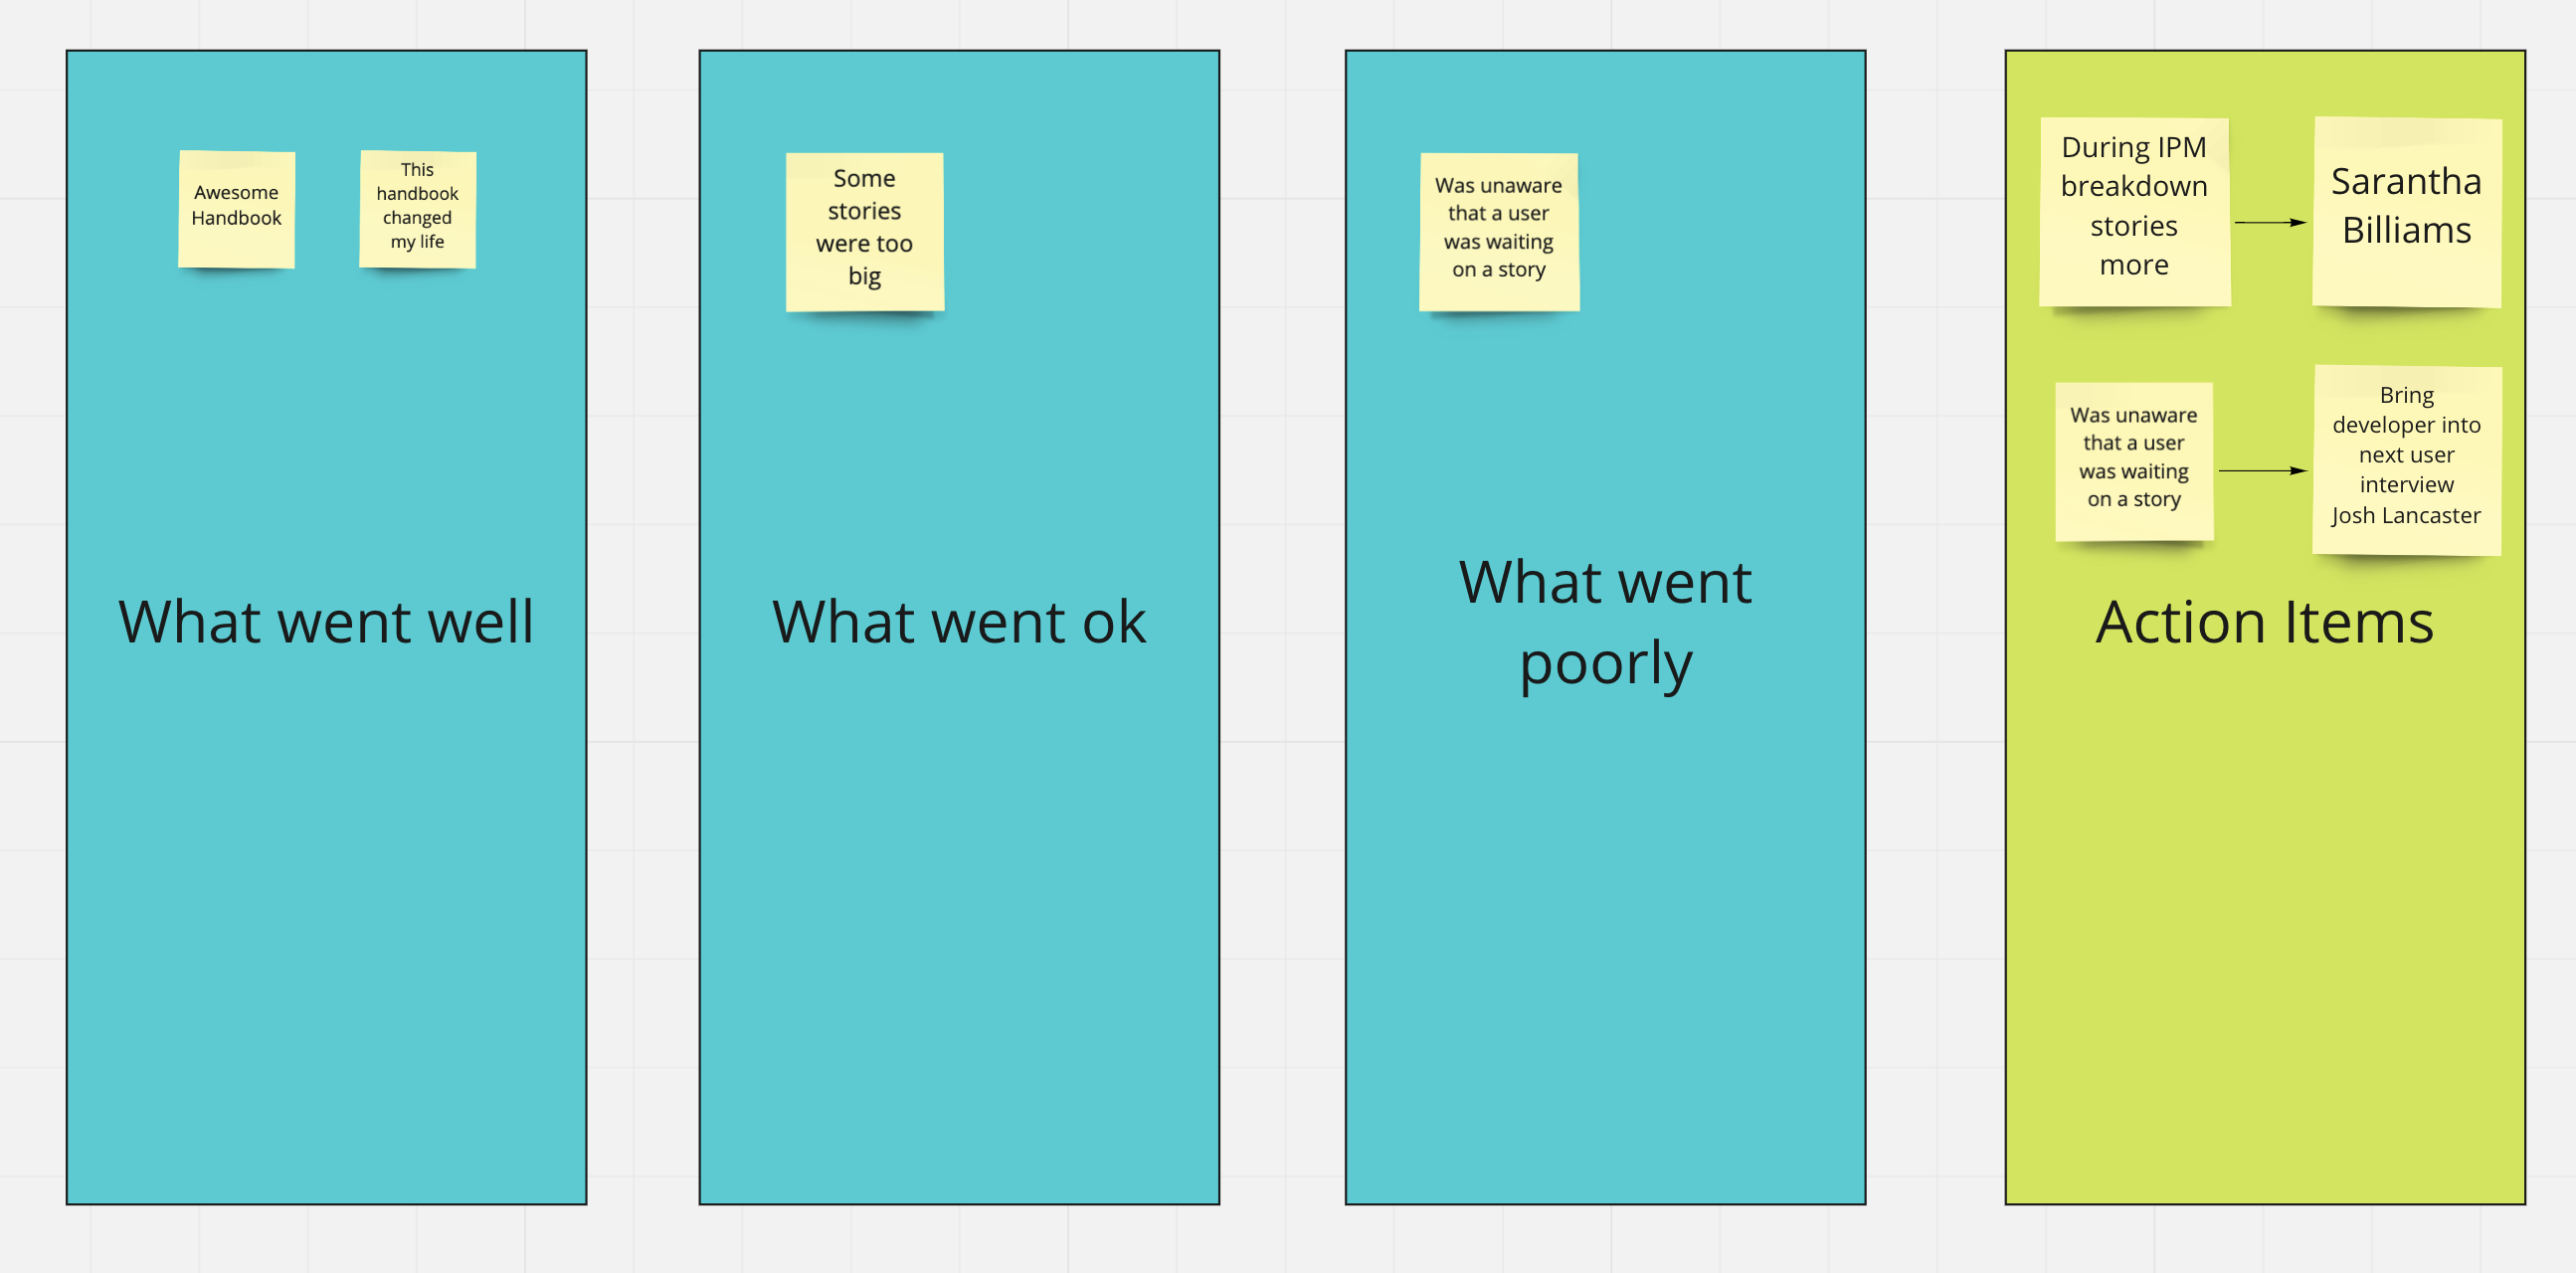 Awesome
Handbook
This
handbook
changed
my life
What went well
Some
stories
were too
big
What went ok
Was unaware
that a user
was waiting
on a story
What went
poorly
During IPM
breakdown
stories
more
Sarantha
Billiams
Was unaware
that a user
was waiting
on a story
Bring
developer into
next user
interview
Josh Lancaster
Action Items